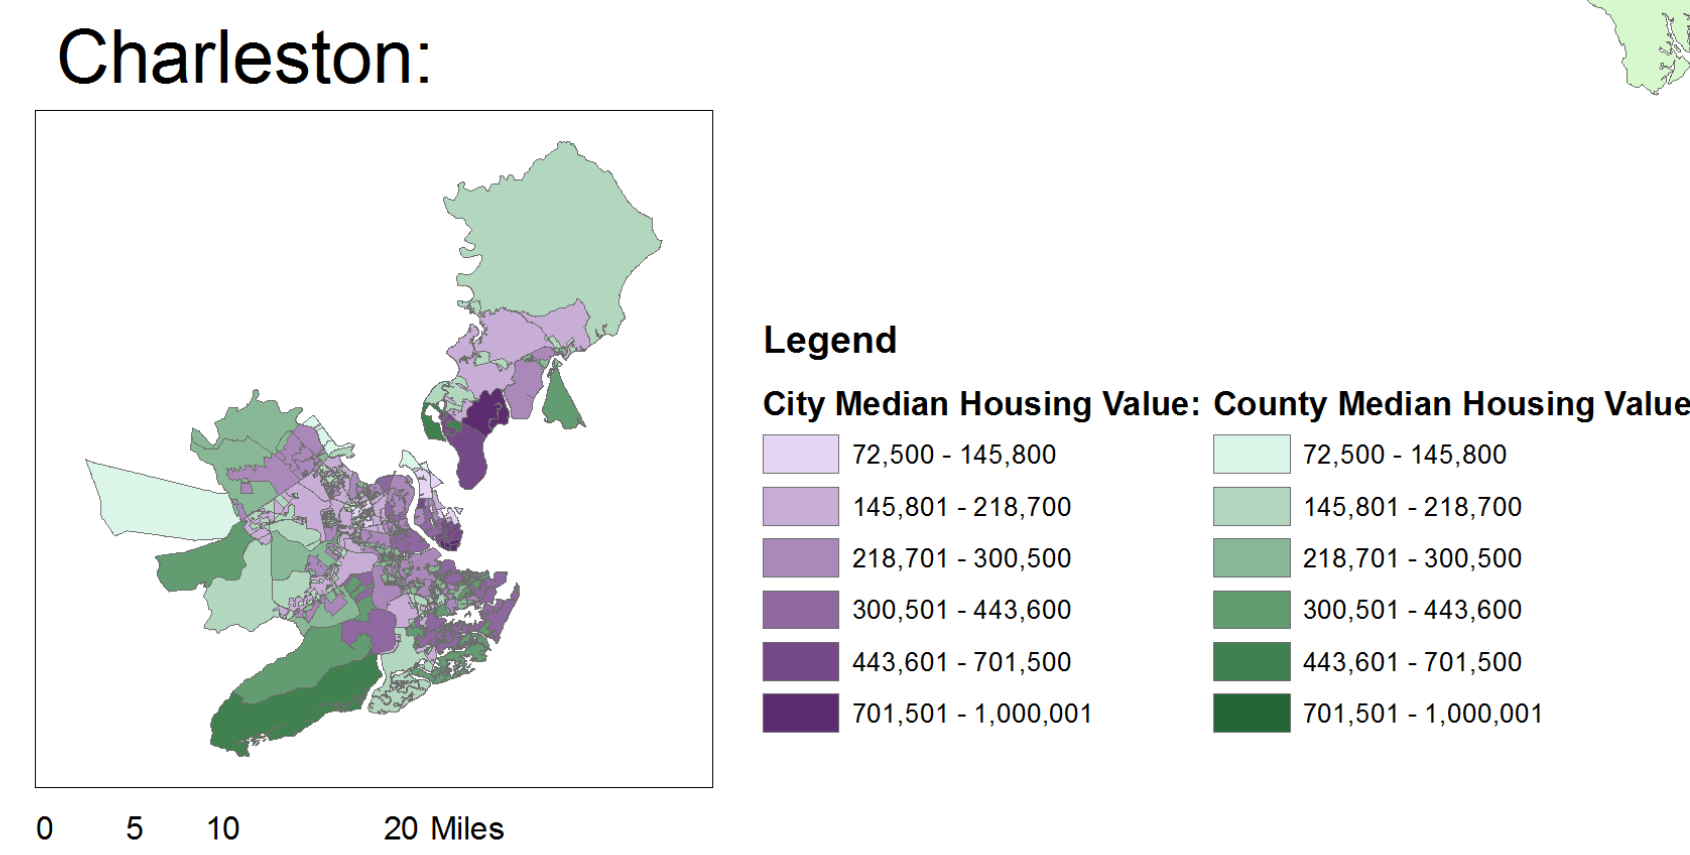 Charleston:
Legend
City Median Housing Value: County Median Housing Value
72,500 - 145,800 72,500 - 145,800
145,801 - 218,700 145,801 - 218,700
218,701 - 300,500 218,701 - 300,500
300,501 - 443,600 300,501 - 443,600
443,601 - 701,500 443,601 - 701,500
701,501 - 1,000,001 701,501 - 1,000,001
0 5 10 20 Miles